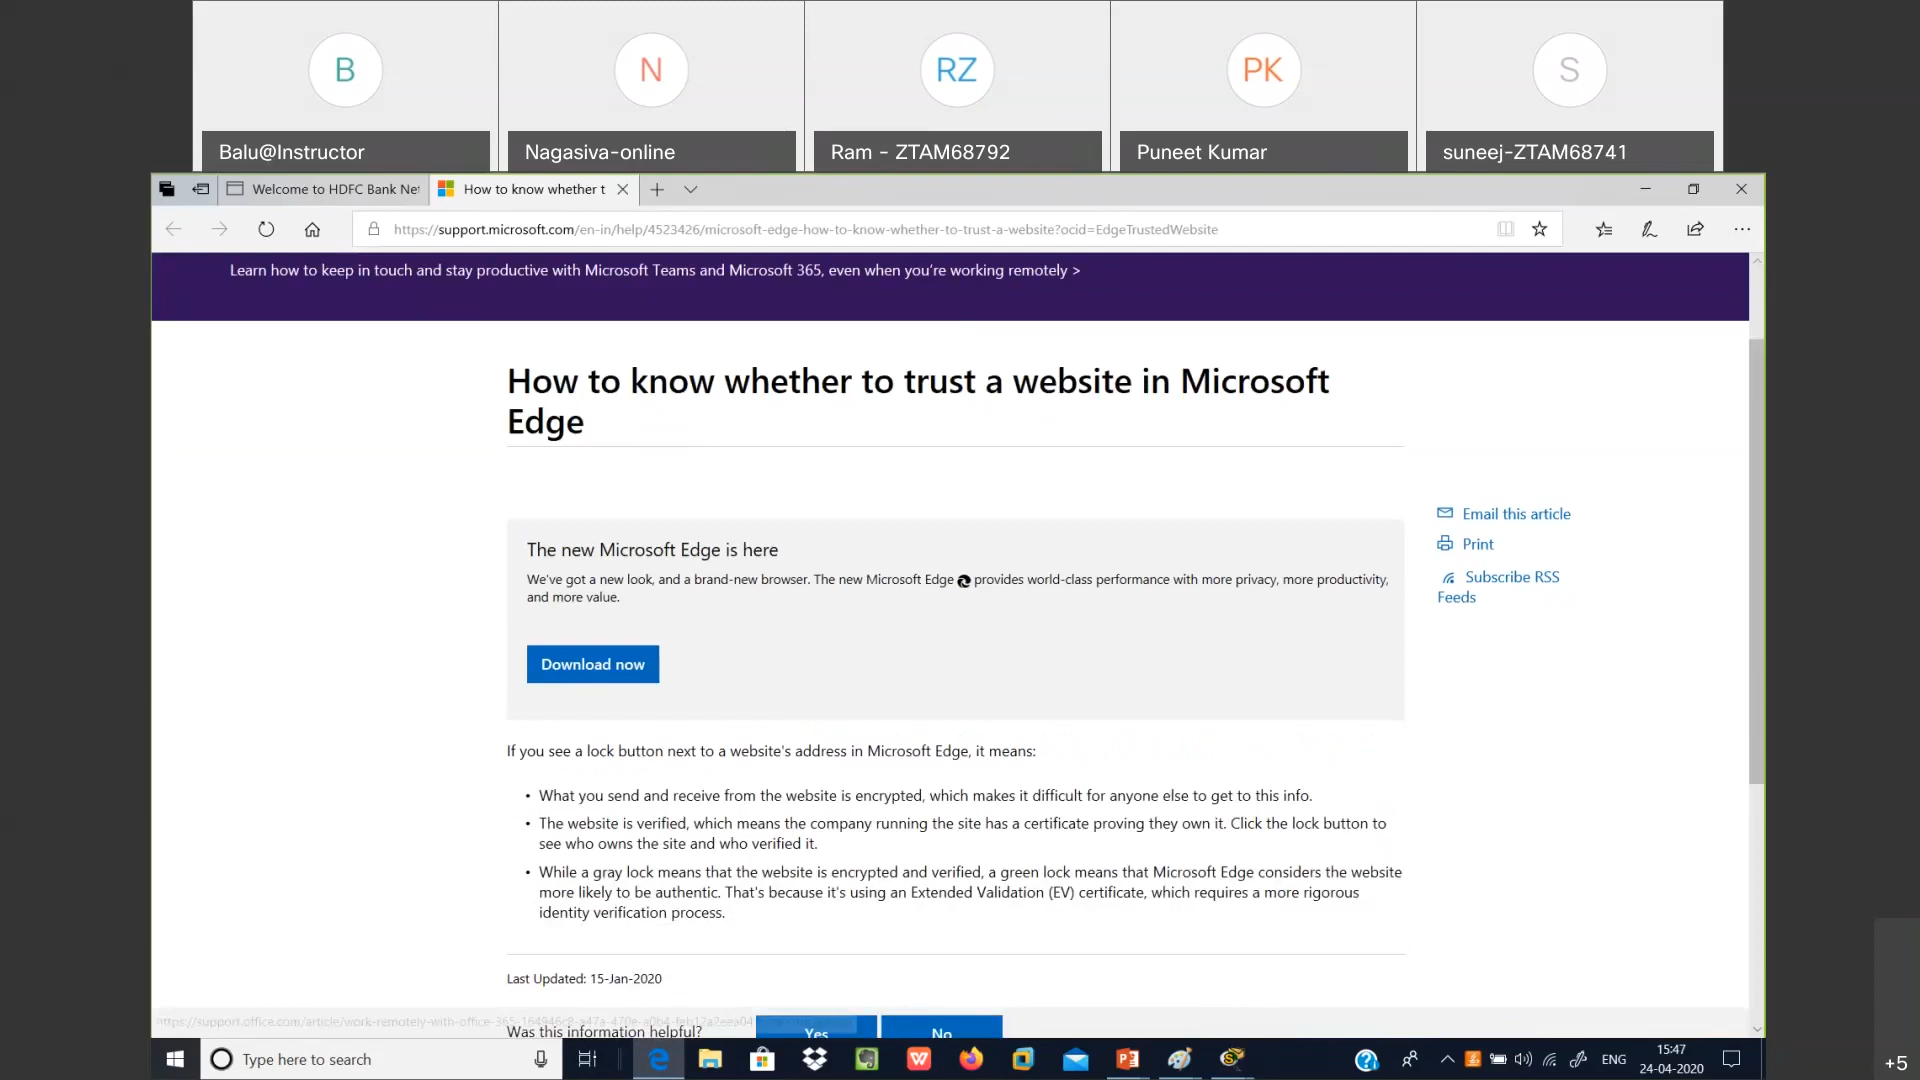 B
N
RZ
PK
S
Balu@Instructor
Nagasiva-online
Ram - ZTAM68792
Puneet Kumar
suneej-ZTAM68741
Welcome to HDFC Bank Net
How to know whether t
https://support.microsoft.com/en-in/help/4523426/microsoft-edge-how-to-know-whether-to-trust-a-website?ocid=EdgeTrustedWebsite
Learn how to keep in touch and stay productive with Microsoft Teams and Microsoft 365, even when you're working remotely >
How to know whether to trust a website in Microsoft
Edge
Email this article
Print
Subscribe RSS
Feeds
The new Microsoft Edge is here
We've got a new look, and a brand-new browser. The new Microsoft Edge provides world-class performance with more privacy, more productivity,
and more value.
Download now
If you see a lock button next to a website's address in Microsoft Edge, it means:
• What you send and receive from the website is encrypted, which makes it difficult for anyone else to get to this info.
• The website is verified, which means the company running the site has a certificate proving they own it. Click the lock button to
see who owns the site and who verified it.
• While a gray lock means that the website is encrypted and verified, a green lock means that Microsoft Edge considers the website
more likely to be authentic. That's because it's using an Extended Validation (EV) certificate, which requires a more rigorous
identity verification process.
Last Updated: 15-Jan-2020
Was this information helpful?
Yes
No
Type here to search
ENG
15:47
24-04-2020
+5